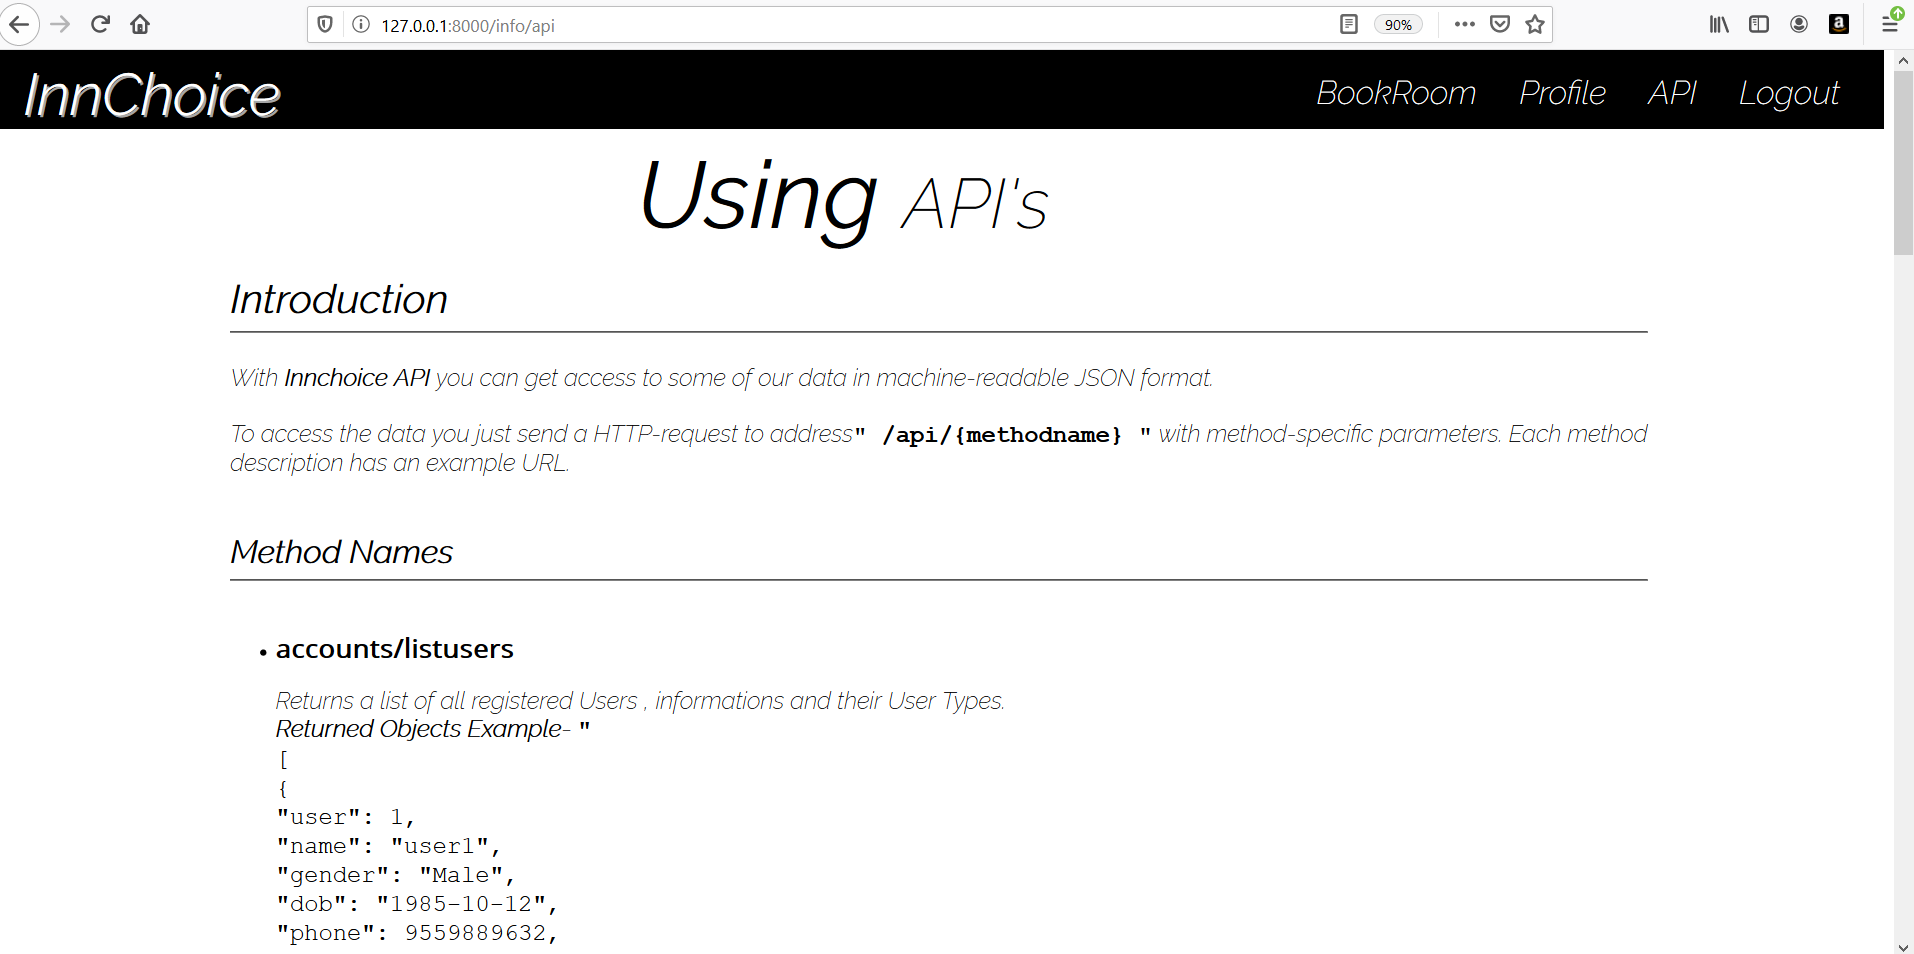 127.0.0.1:8000/info/api
90%
InnChoice
BookRoom Profile API Logout
Using API's
Introduction
With Innchoice API you can get access to some of our data in machine-readable JSON format.
To access the data you just send a HTTP-request to address" /api/{methodname} " with method-specific parameters. Each method
description has an example URL.
Method Names
• accounts/listusers
Returns a list of all registered Users , informations and their User Types.
Returned Objects Example- "
[
{
"user": 1,
"name": "user1",
"gender": "Male",
"dob": "1985-10-12",
"phone": 9559889632,